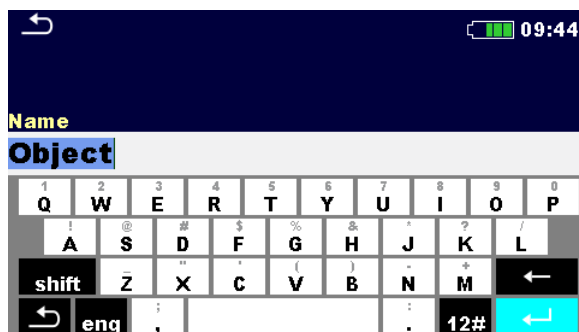 09:44
Name
Object
1 2 3 4 5 6 7 8 9 0
Q W E R T Y U I O P
! @ # $ % & * ? /
A S D F G H J K L
_ " ' ( ) - +
shift Z X C V B N M
; :
eng , . 12#